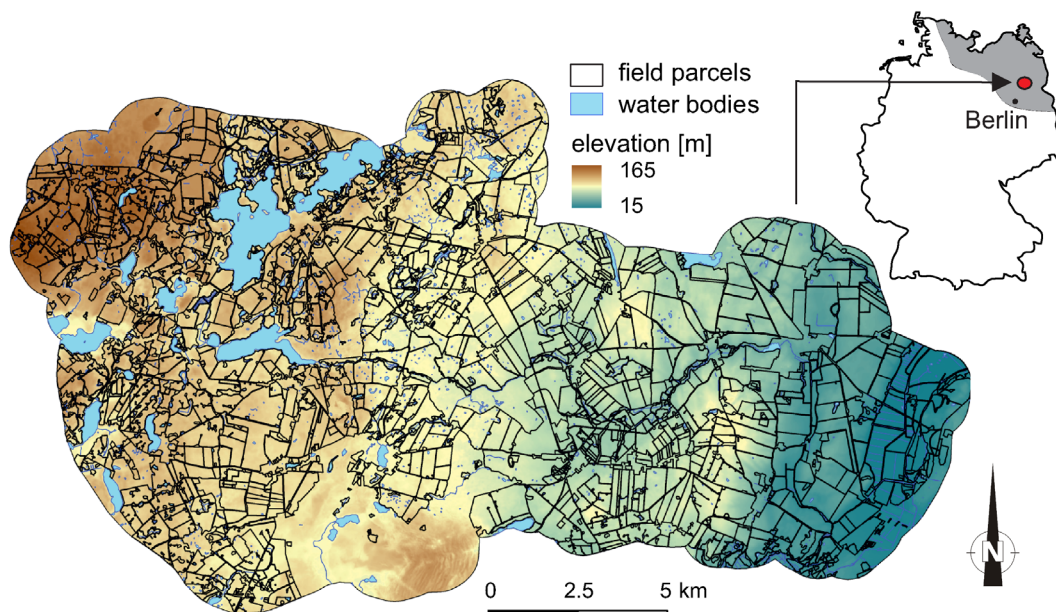 field parcels
water bodies
elevation [m]
165
15
Berlin
N
0 2.5 5 km